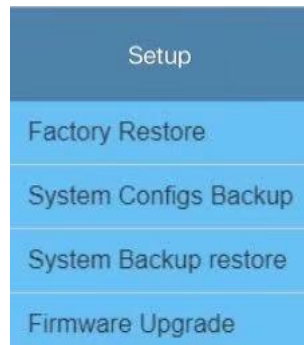 Setup
Factory Restore
System Configs Backup
System Backup restore
Firmware Upgrade